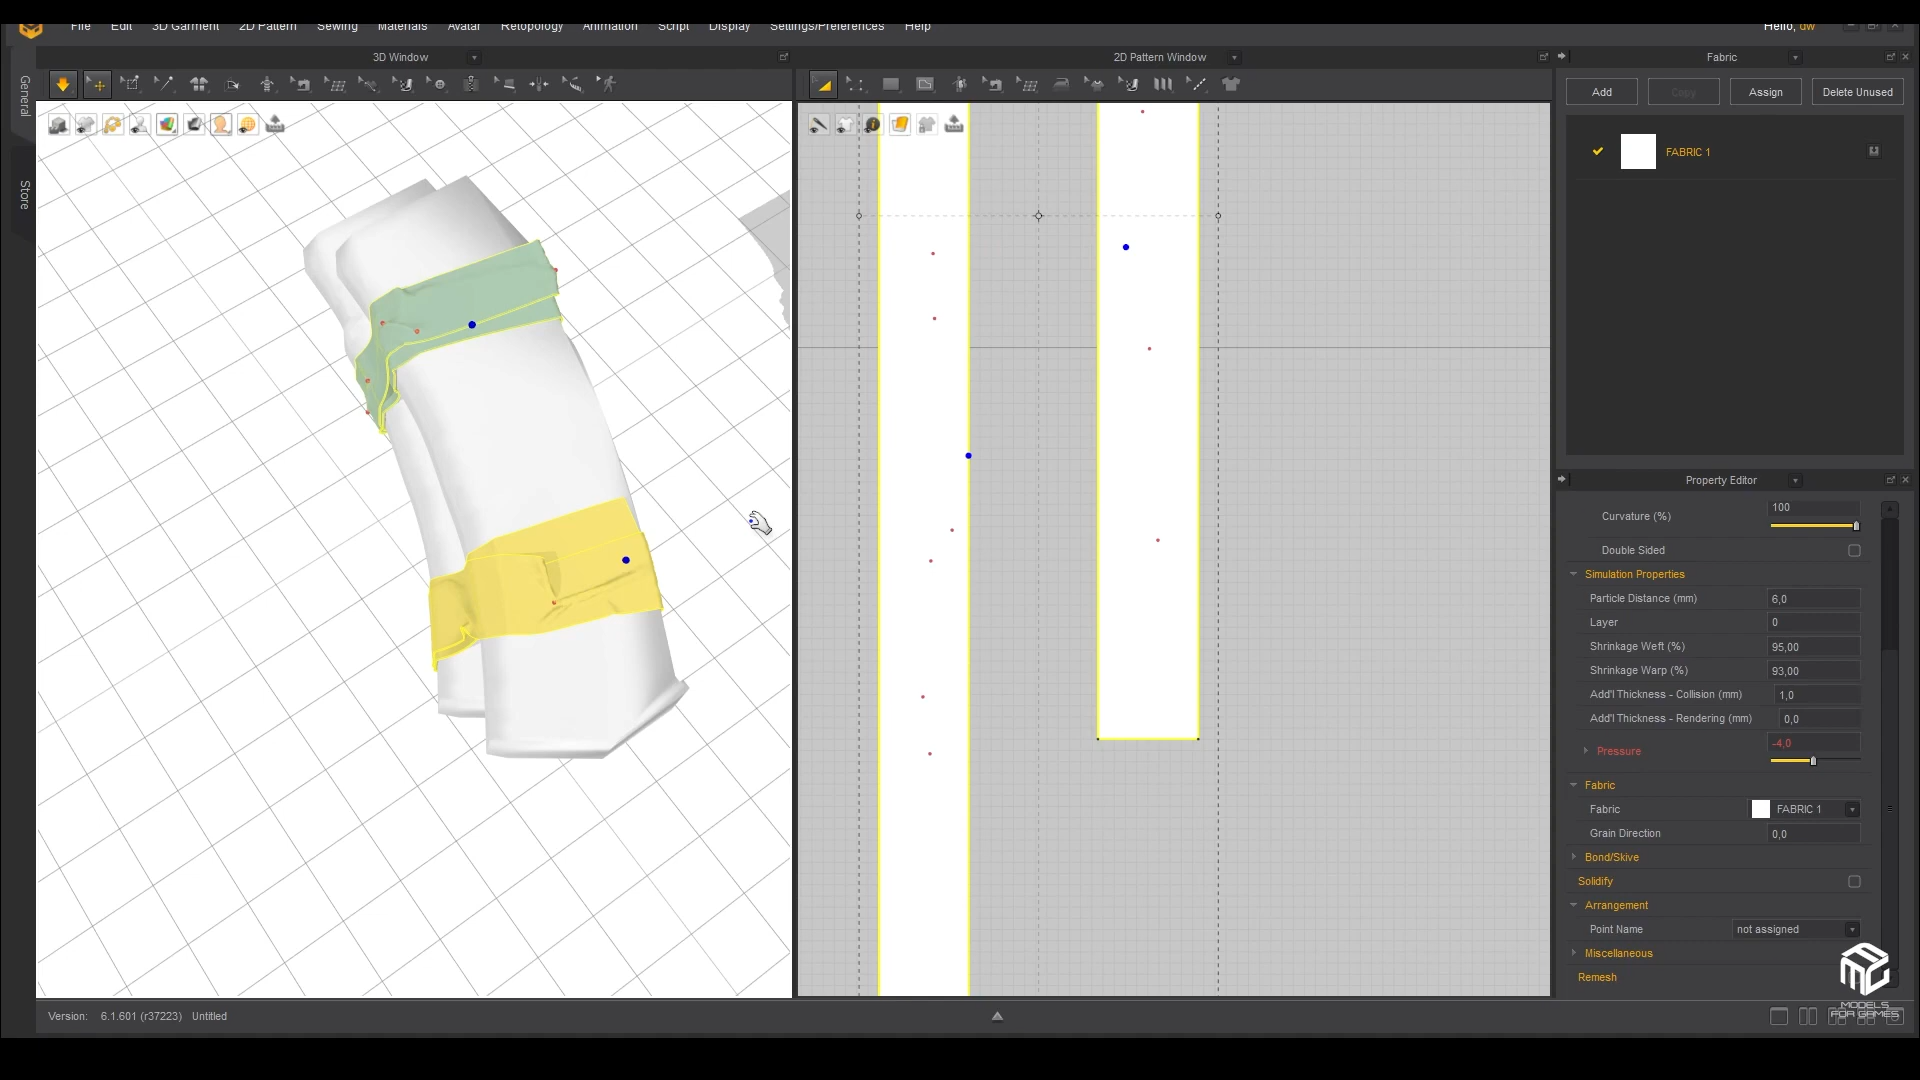 File Edit 3D Garment 2D Pattern Sewing Materials Avatar Retopology Animation Script Display Settings/Preferences Help Hello, dw
General
Store
3D Window
2D Pattern Window
Fabric
Add Copy Assign Delete Unused
FABRIC 1
Property Editor
Curvature (%) 100
Double Sided
Simulation Properties
Particle Distance (mm) 6,0
Layer 0
Shrinkage Weft (%) 95,00
Shrinkage Warp (%) 93,00
Add'l Thickness - Collision (mm) 1,0
Add'l Thickness - Rendering (mm) 0,0
Pressure -4,0
Fabric
Fabric FABRIC 1
Grain Direction 0,0
Bond/Skive
Solidify
Arrangement
Point Name not assigned
Miscellaneous
Remesh
MODELS
FOR GAMES
Version: 6.1.601 (r37223) Untitled